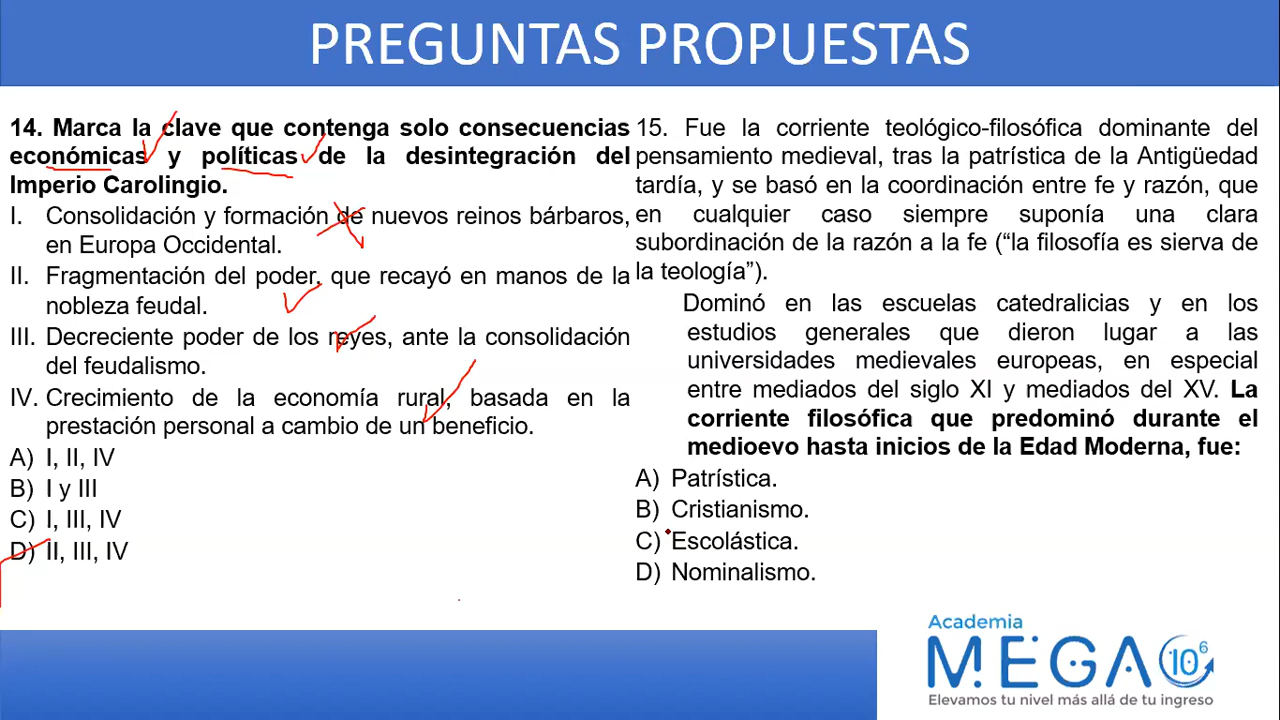 PREGUNTAS PROPUESTAS
14. Marca la clave que contenga solo consecuencias
económicas y políticas de la desintegración del
Imperio Carolingio.
I. Consolidación y formación de nuevos reinos bárbaros,
en Europa Occidental.
II. Fragmentación del poder, que recayó en manos de la
nobleza feudal.
III. Decreciente poder de los reyes, ante la consolidación
del feudalismo.
IV. Crecimiento de la economía rural, basada en la
prestación personal a cambio de un beneficio.
A) I, II, IV
B) I y III
C) I, III, IV
D) II, III, IV
15. Fue la corriente teológico-filosófica dominante del
pensamiento medieval, tras la patrística de la Antigüedad
tardía, y se basó en la coordinación entre fe y razón, que
en cualquier caso siempre suponía una clara
subordinación de la razón a la fe (“la filosofía es sierva de
la teología”).
Dominó en las escuelas catedralicias y en los
estudios generales que dieron lugar a las
universidades medievales europeas, en especial
entre mediados del siglo XI y mediados del XV. La
corriente filosófica que predominó durante el
medioevo hasta inicios de la Edad Moderna, fue:
A) Patrística.
B) Cristianismo.
C) Escolástica.
D) Nominalismo.
Academia
MEGA 10⁶
Elevamos tu nivel más allá de tu ingreso